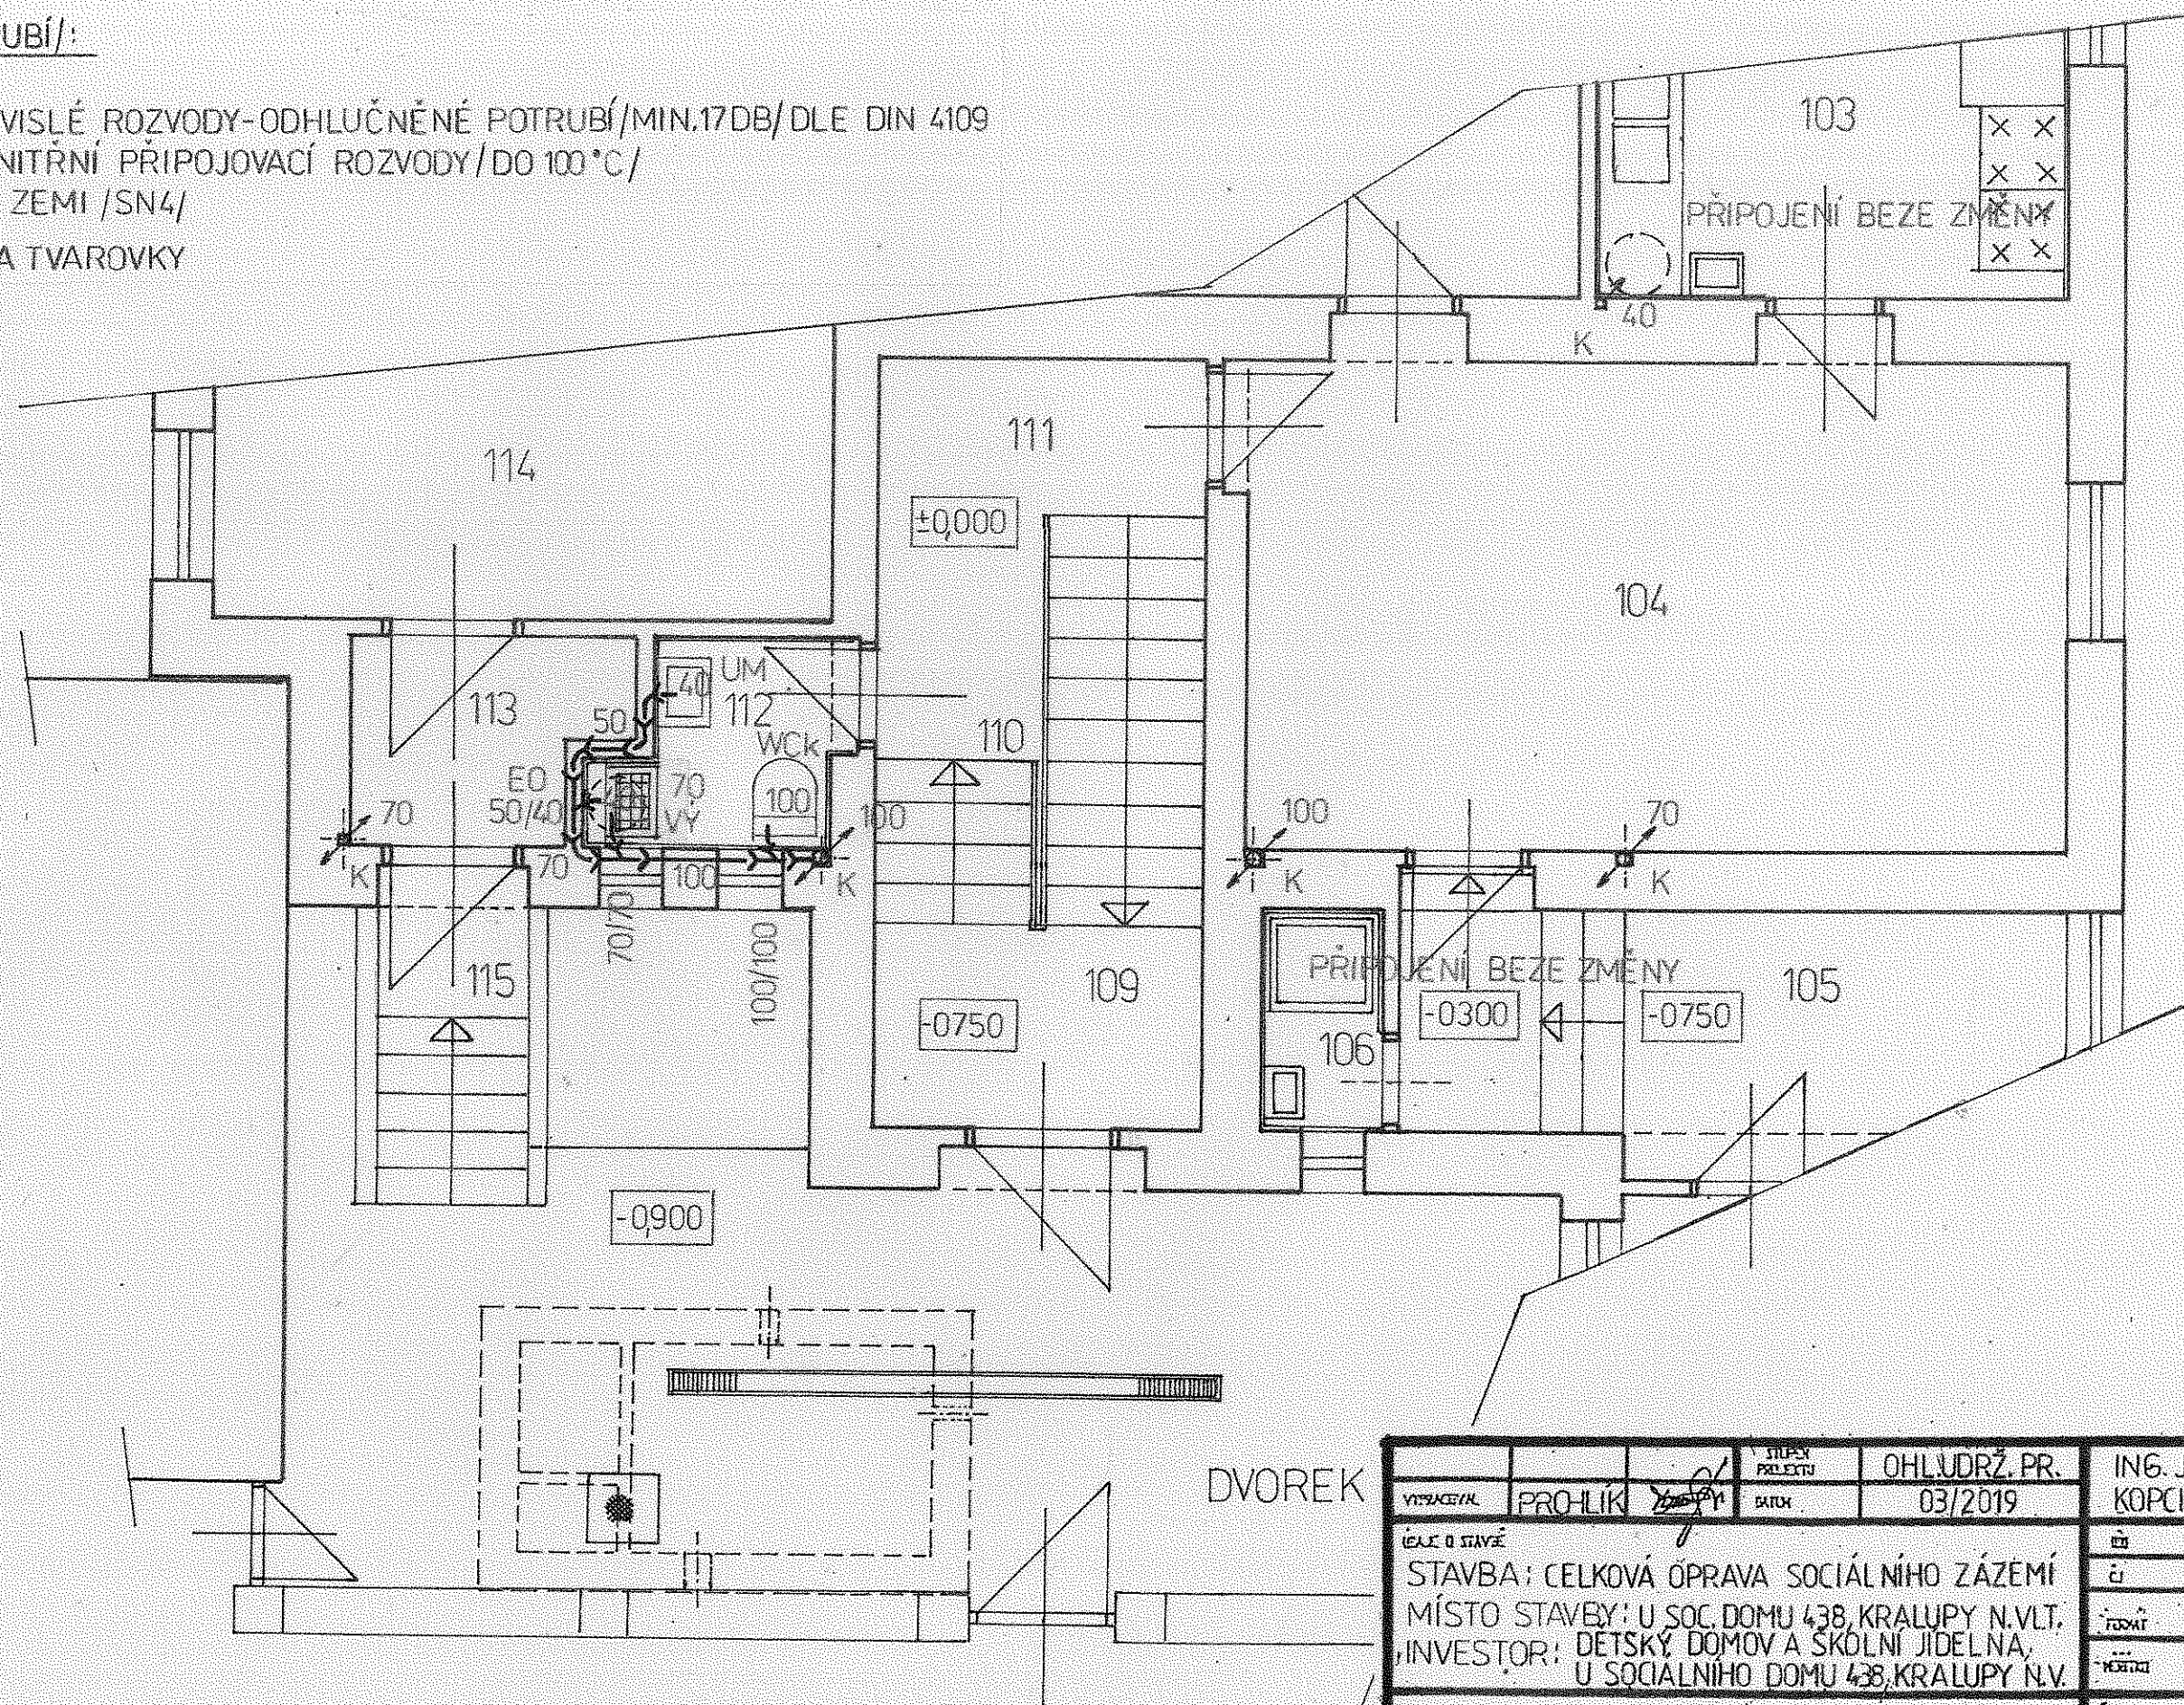 UBÍ/:
VISLÉ ROZVODY-ODHLUČNĚNÉ POTRUBÍ/MIN.17DB/DLE DIN 4109
NITŘNÍ PŘIPOJOVACÍ ROZVODY/DO 100°C/
ZEMI /SN4/
A TVAROVKY
103
PŘIPOJENÍ BEZE ZMĚNY
40
K
111
114
±0,000
104
UM
40
113
50
112
110
WCk
EO
70
50/40
VÝ
100
70
100
100
70
K
70
100
K
K
K
70/70
100/100
115
109
PŘIPOJENÍ BEZE ZMĚNY
105
-0750
-0300
-0750
106
-0,900
DVOREK
STUPEŇ PROJEKTU
OHL.UDRŽ. PR.
ING. J
PROHLÍK
DATUM
03/2019
KOPCI
STAVBA: CELKOVÁ OPRAVA SOCIÁLNÍHO ZÁZEMÍ
MÍSTO STAVBY: U SOC. DOMU 438, KRALUPY N.VLT.
INVESTOR: DĚTSKÝ DOMOV A ŠKOLNÍ JÍDELNA,
U SOCIÁLNÍHO DOMU 438, KRALUPY N.V.